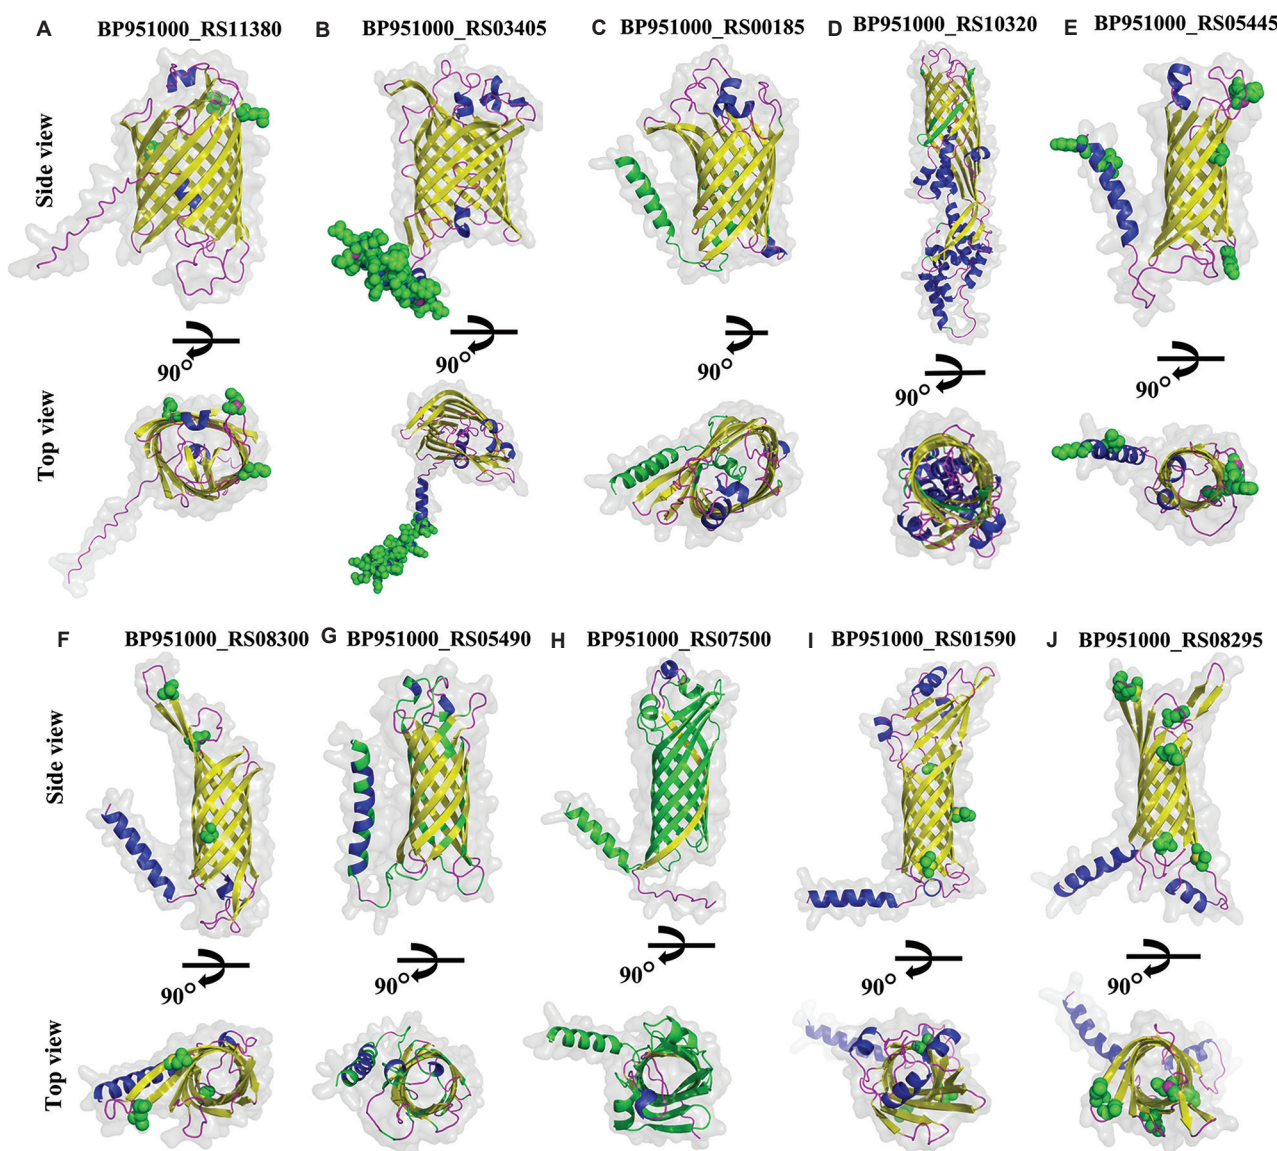 A BP951000_RS11380
B BP951000_RS03405
C BP951000_RS00185
D BP951000_RS10320
E BP951000_RS05445
Side view
90°
90°
90°
90°
90°
Top view
F BP951000_RS08300
G BP951000_RS05490
H BP951000_RS07500
I BP951000_RS01590
J BP951000_RS08295
Side view
90°
90°
90°
90°
90°
Top view